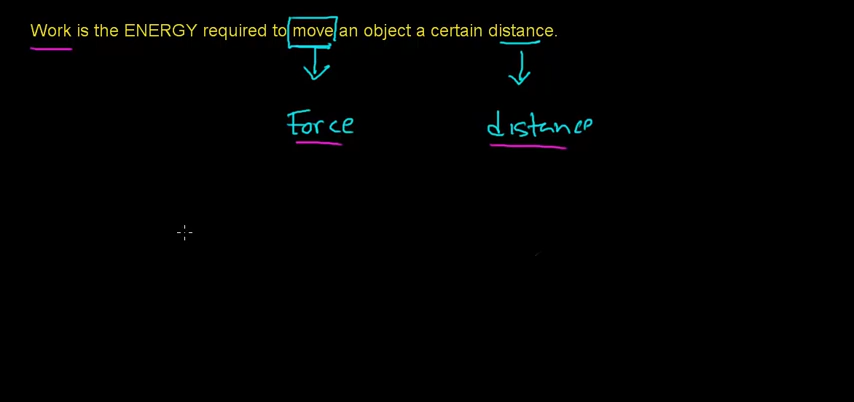 Work is the ENERGY required to move an object a certain distance.
Force distance